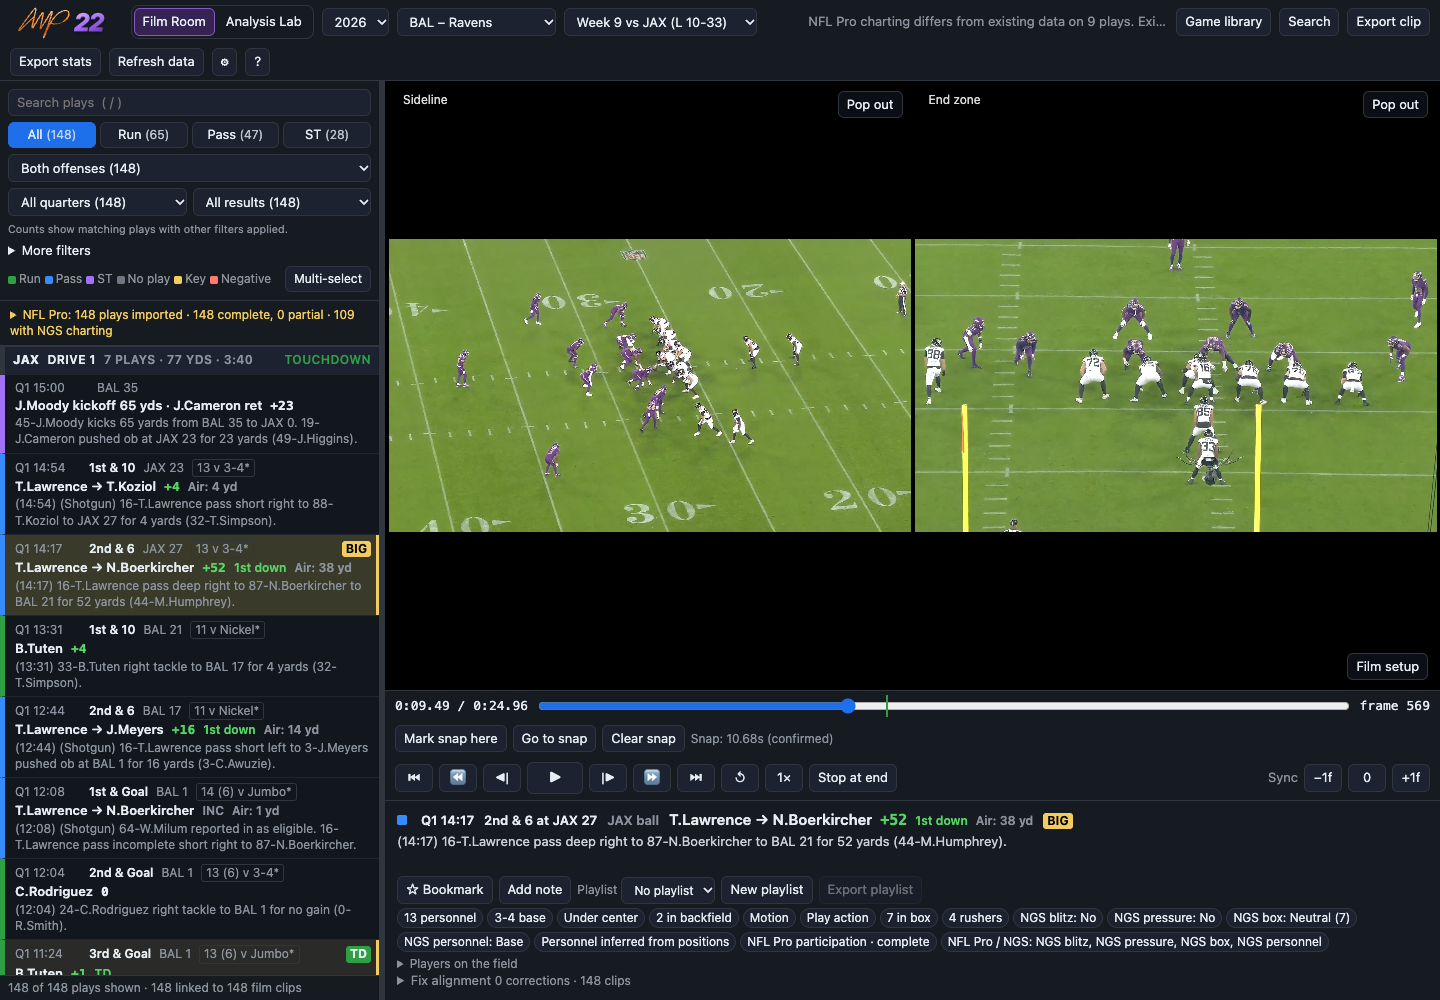 MP 22
Film Room
Analysis Lab
2026
BAL – Ravens
Week 9 vs JAX (L 10-33)
NFL Pro charting differs from existing data on 9 plays. Exi…
Game library
Search
Export clip
Export stats
Refresh data
?
Search plays ( / )
All (148)
Run (65)
Pass (47)
ST (28)
Both offenses (148)
All quarters (148)
All results (148)
Counts show matching plays with other filters applied.
More filters
Run Pass ST No play Key Negative
Multi-select
NFL Pro: 148 plays imported · 148 complete, 0 partial · 109
with NGS charting
JAX DRIVE 1 7 PLAYS · 77 YDS · 3:40 TOUCHDOWN
Q1 15:00 BAL 35
J.Moody kickoff 65 yds · J.Cameron ret +23
45-J.Moody kicks 65 yards from BAL 35 to JAX 0. 19-
J.Cameron pushed ob at JAX 23 for 23 yards (49-J.Higgins).
Q1 14:54 1st & 10 JAX 23 13 v 3-4*
T.Lawrence → T.Koziol +4 Air: 4 yd
(14:54) (Shotgun) 16-T.Lawrence pass short right to 88-
T.Koziol to JAX 27 for 4 yards (32-T.Simpson).
Q1 14:17 2nd & 6 JAX 27 13 v 3-4* BIG
T.Lawrence → N.Boerkircher +52 1st down Air: 38 yd
(14:17) 16-T.Lawrence pass deep right to 87-N.Boerkircher to
BAL 21 for 52 yards (44-M.Humphrey).
Q1 13:31 1st & 10 BAL 21 11 v Nickel*
B.Tuten +4
(13:31) 33-B.Tuten right tackle to BAL 17 for 4 yards (32-
T.Simpson).
Q1 12:44 2nd & 6 BAL 17 11 v Nickel*
T.Lawrence → J.Meyers +16 1st down Air: 14 yd
(12:44) (Shotgun) 16-T.Lawrence pass short left to 3-J.Meyers
pushed ob at BAL 1 for 16 yards (3-C.Awuzie).
Q1 12:08 1st & Goal BAL 1 14 (6) v Jumbo*
T.Lawrence → N.Boerkircher INC Air: 1 yd
(12:08) (Shotgun) 64-W.Milum reported in as eligible. 16-
T.Lawrence pass incomplete short right to 87-N.Boerkircher.
Q1 12:04 2nd & Goal BAL 1 13 (6) v 3-4*
C.Rodriguez 0
(12:04) 24-C.Rodriguez right tackle to BAL 1 for no gain (0-
R.Smith).
Q1 11:24 3rd & Goal BAL 1 13 (6) v Jumbo* TD
B.Tuten +1 TD
148 of 148 plays shown · 148 linked to 148 film clips
Sideline
Pop out
End zone
Pop out
Film setup
0:09.49 / 0:24.96
frame 569
Mark snap here
Go to snap
Clear snap
Snap: 10.68s (confirmed)
1×
Stop at end
Sync
−1f
0
+1f
Q1 14:17 2nd & 6 at JAX 27 JAX ball T.Lawrence → N.Boerkircher +52 1st down Air: 38 yd BIG
(14:17) 16-T.Lawrence pass deep right to 87-N.Boerkircher to BAL 21 for 52 yards (44-M.Humphrey).
☆ Bookmark
Add note
Playlist
No playlist
New playlist
Export playlist
13 personnel
3-4 base
Under center
2 in backfield
Motion
Play action
7 in box
4 rushers
NGS blitz: No
NGS pressure: No
NGS box: Neutral (7)
NGS personnel: Base
Personnel inferred from positions
NFL Pro participation · complete
NFL Pro / NGS: NGS blitz, NGS pressure, NGS box, NGS personnel
Players on the field
Fix alignment 0 corrections · 148 clips